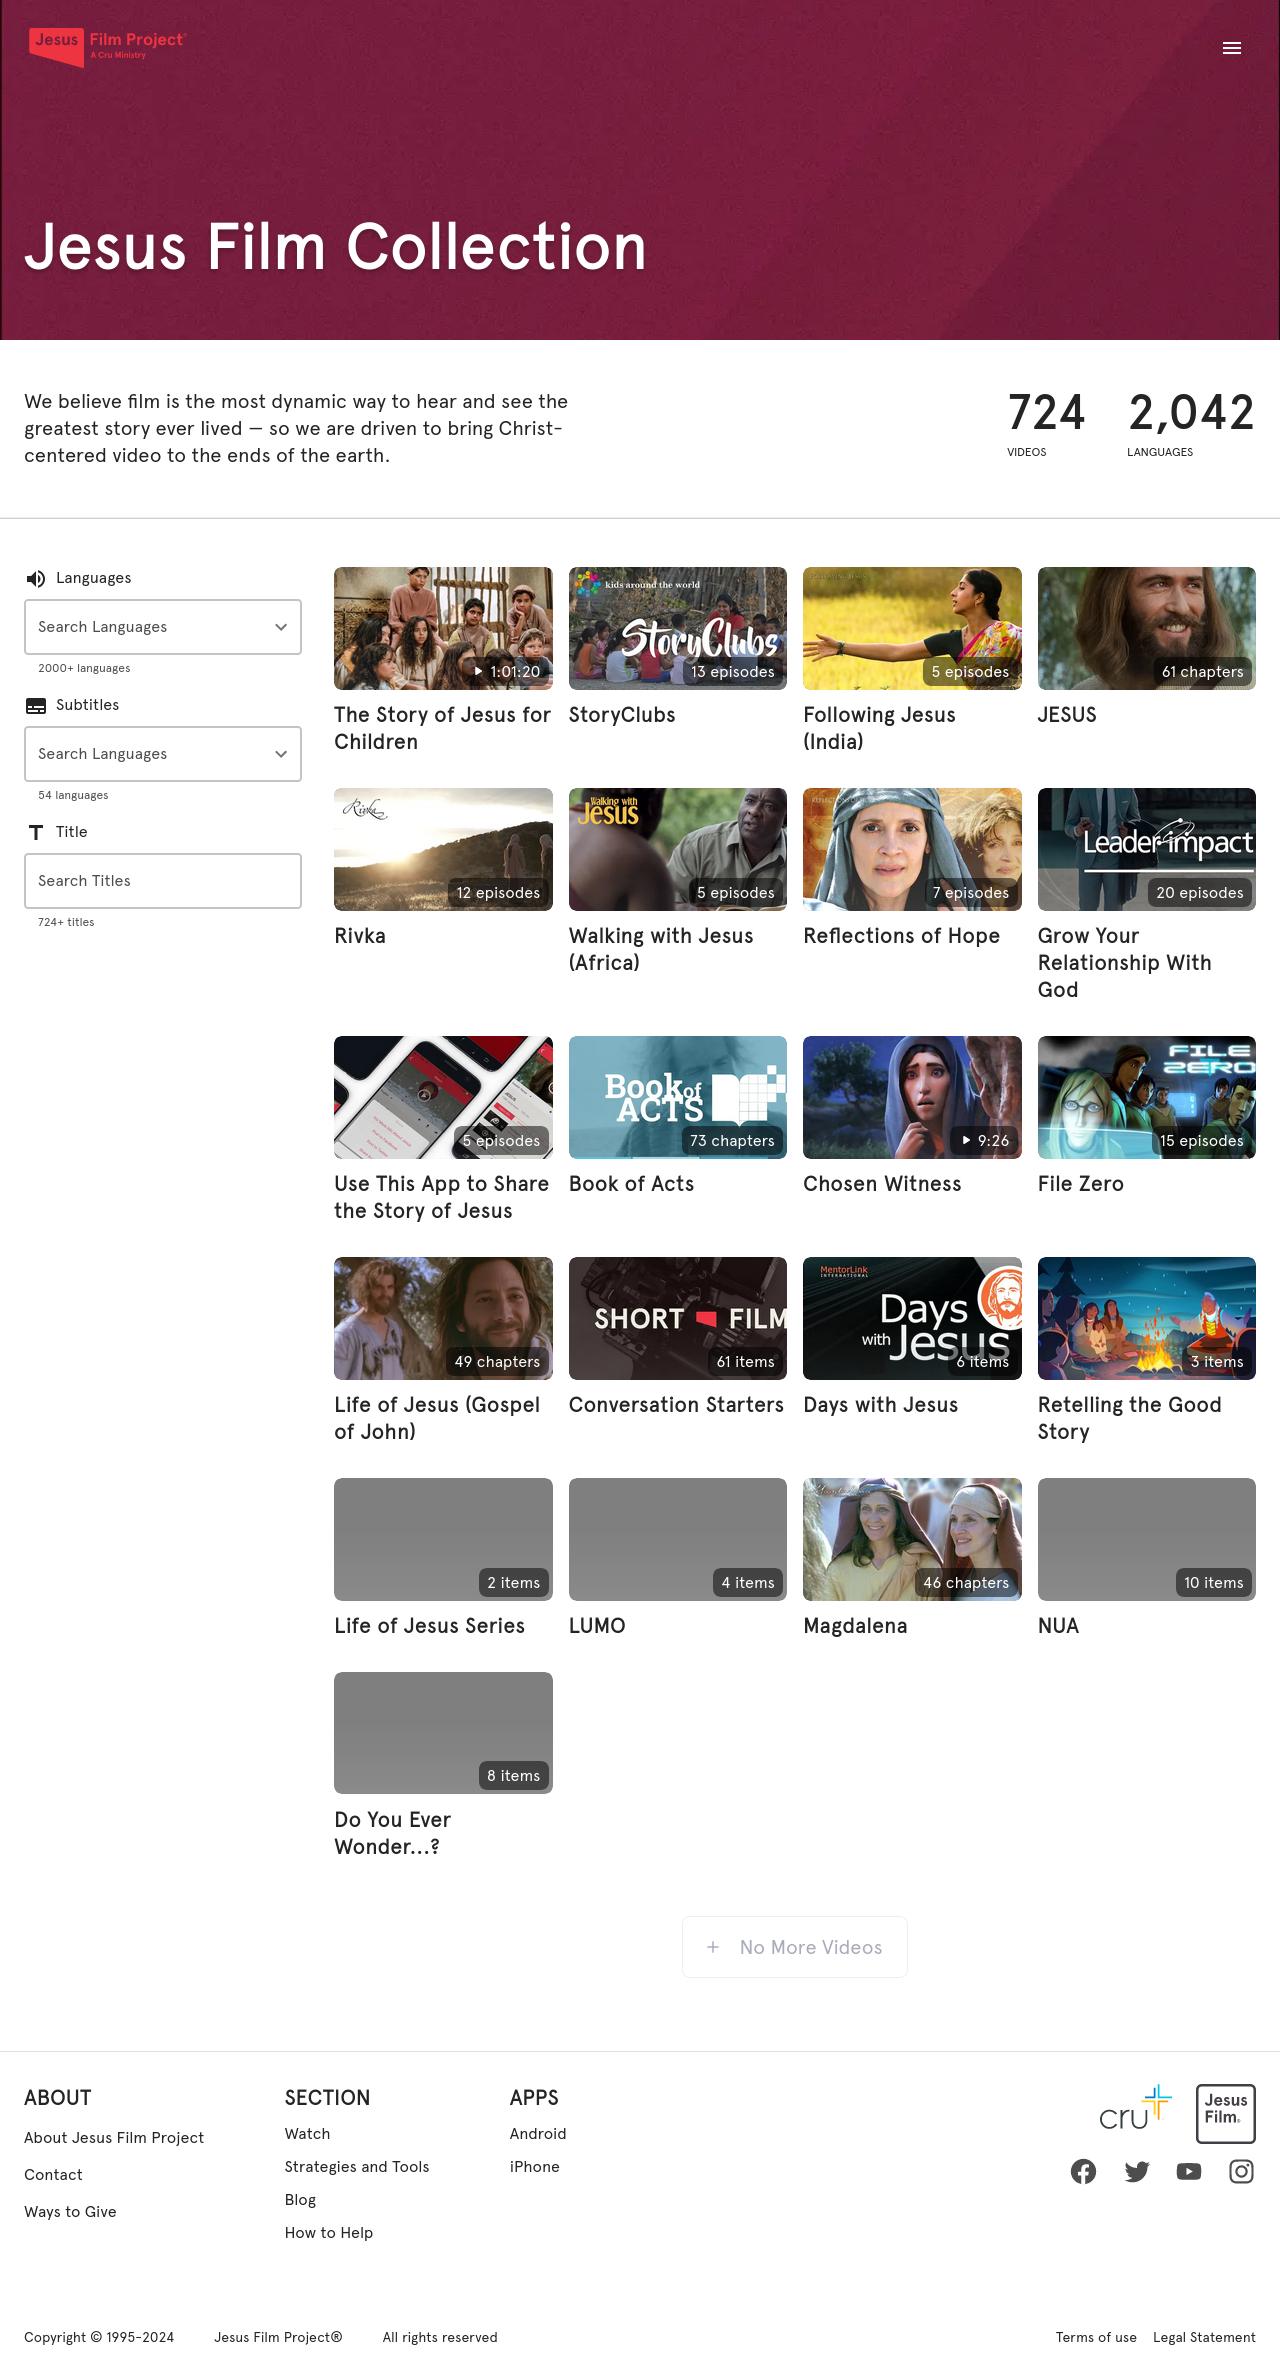 Jesus Film Project®
A Cru Ministry
Jesus Film Collection
We believe film is the most dynamic way to hear and see the
greatest story ever lived — so we are driven to bring Christ-
centered video to the ends of the earth.
724
VIDEOS
2,042
LANGUAGES
Languages
Search Languages
2000+ languages
Subtitles
Search Languages
54 languages
Title
Search Titles
724+ titles
1:01:20
The Story of Jesus for
Children
kids around the world
StoryClubs
13 episodes
StoryClubs
FOLLOWING JESUS
5 episodes
Following Jesus
(India)
61 chapters
JESUS
Rivka
12 episodes
Rivka
Walking with
Jesus
5 episodes
Walking with Jesus
(Africa)
REFLECTIONS OF HOPE
7 episodes
Reflections of Hope
Leader impact
20 episodes
Grow Your
Relationship With
God
5 episodes
Use This App to Share
the Story of Jesus
Book of
ACTS
73 chapters
Book of Acts
9:26
Chosen Witness
FILE
ZERO
15 episodes
File Zero
49 chapters
Life of Jesus (Gospel
of John)
SHORT FILM
61 items
Conversation Starters
MentorLink
INTERNATIONAL
Days
with Jesus
6 items
Days with Jesus
3 items
Retelling the Good
Story
2 items
Life of Jesus Series
4 items
LUMO
46 chapters
Magdalena
10 items
NUA
8 items
Do You Ever
Wonder...?
+ No More Videos
ABOUT
About Jesus Film Project
Contact
Ways to Give
SECTION
Watch
Strategies and Tools
Blog
How to Help
APPS
Android
iPhone
cru
Jesus
Film
Copyright © 1995-2024
Jesus Film Project®
All rights reserved
Terms of use
Legal Statement